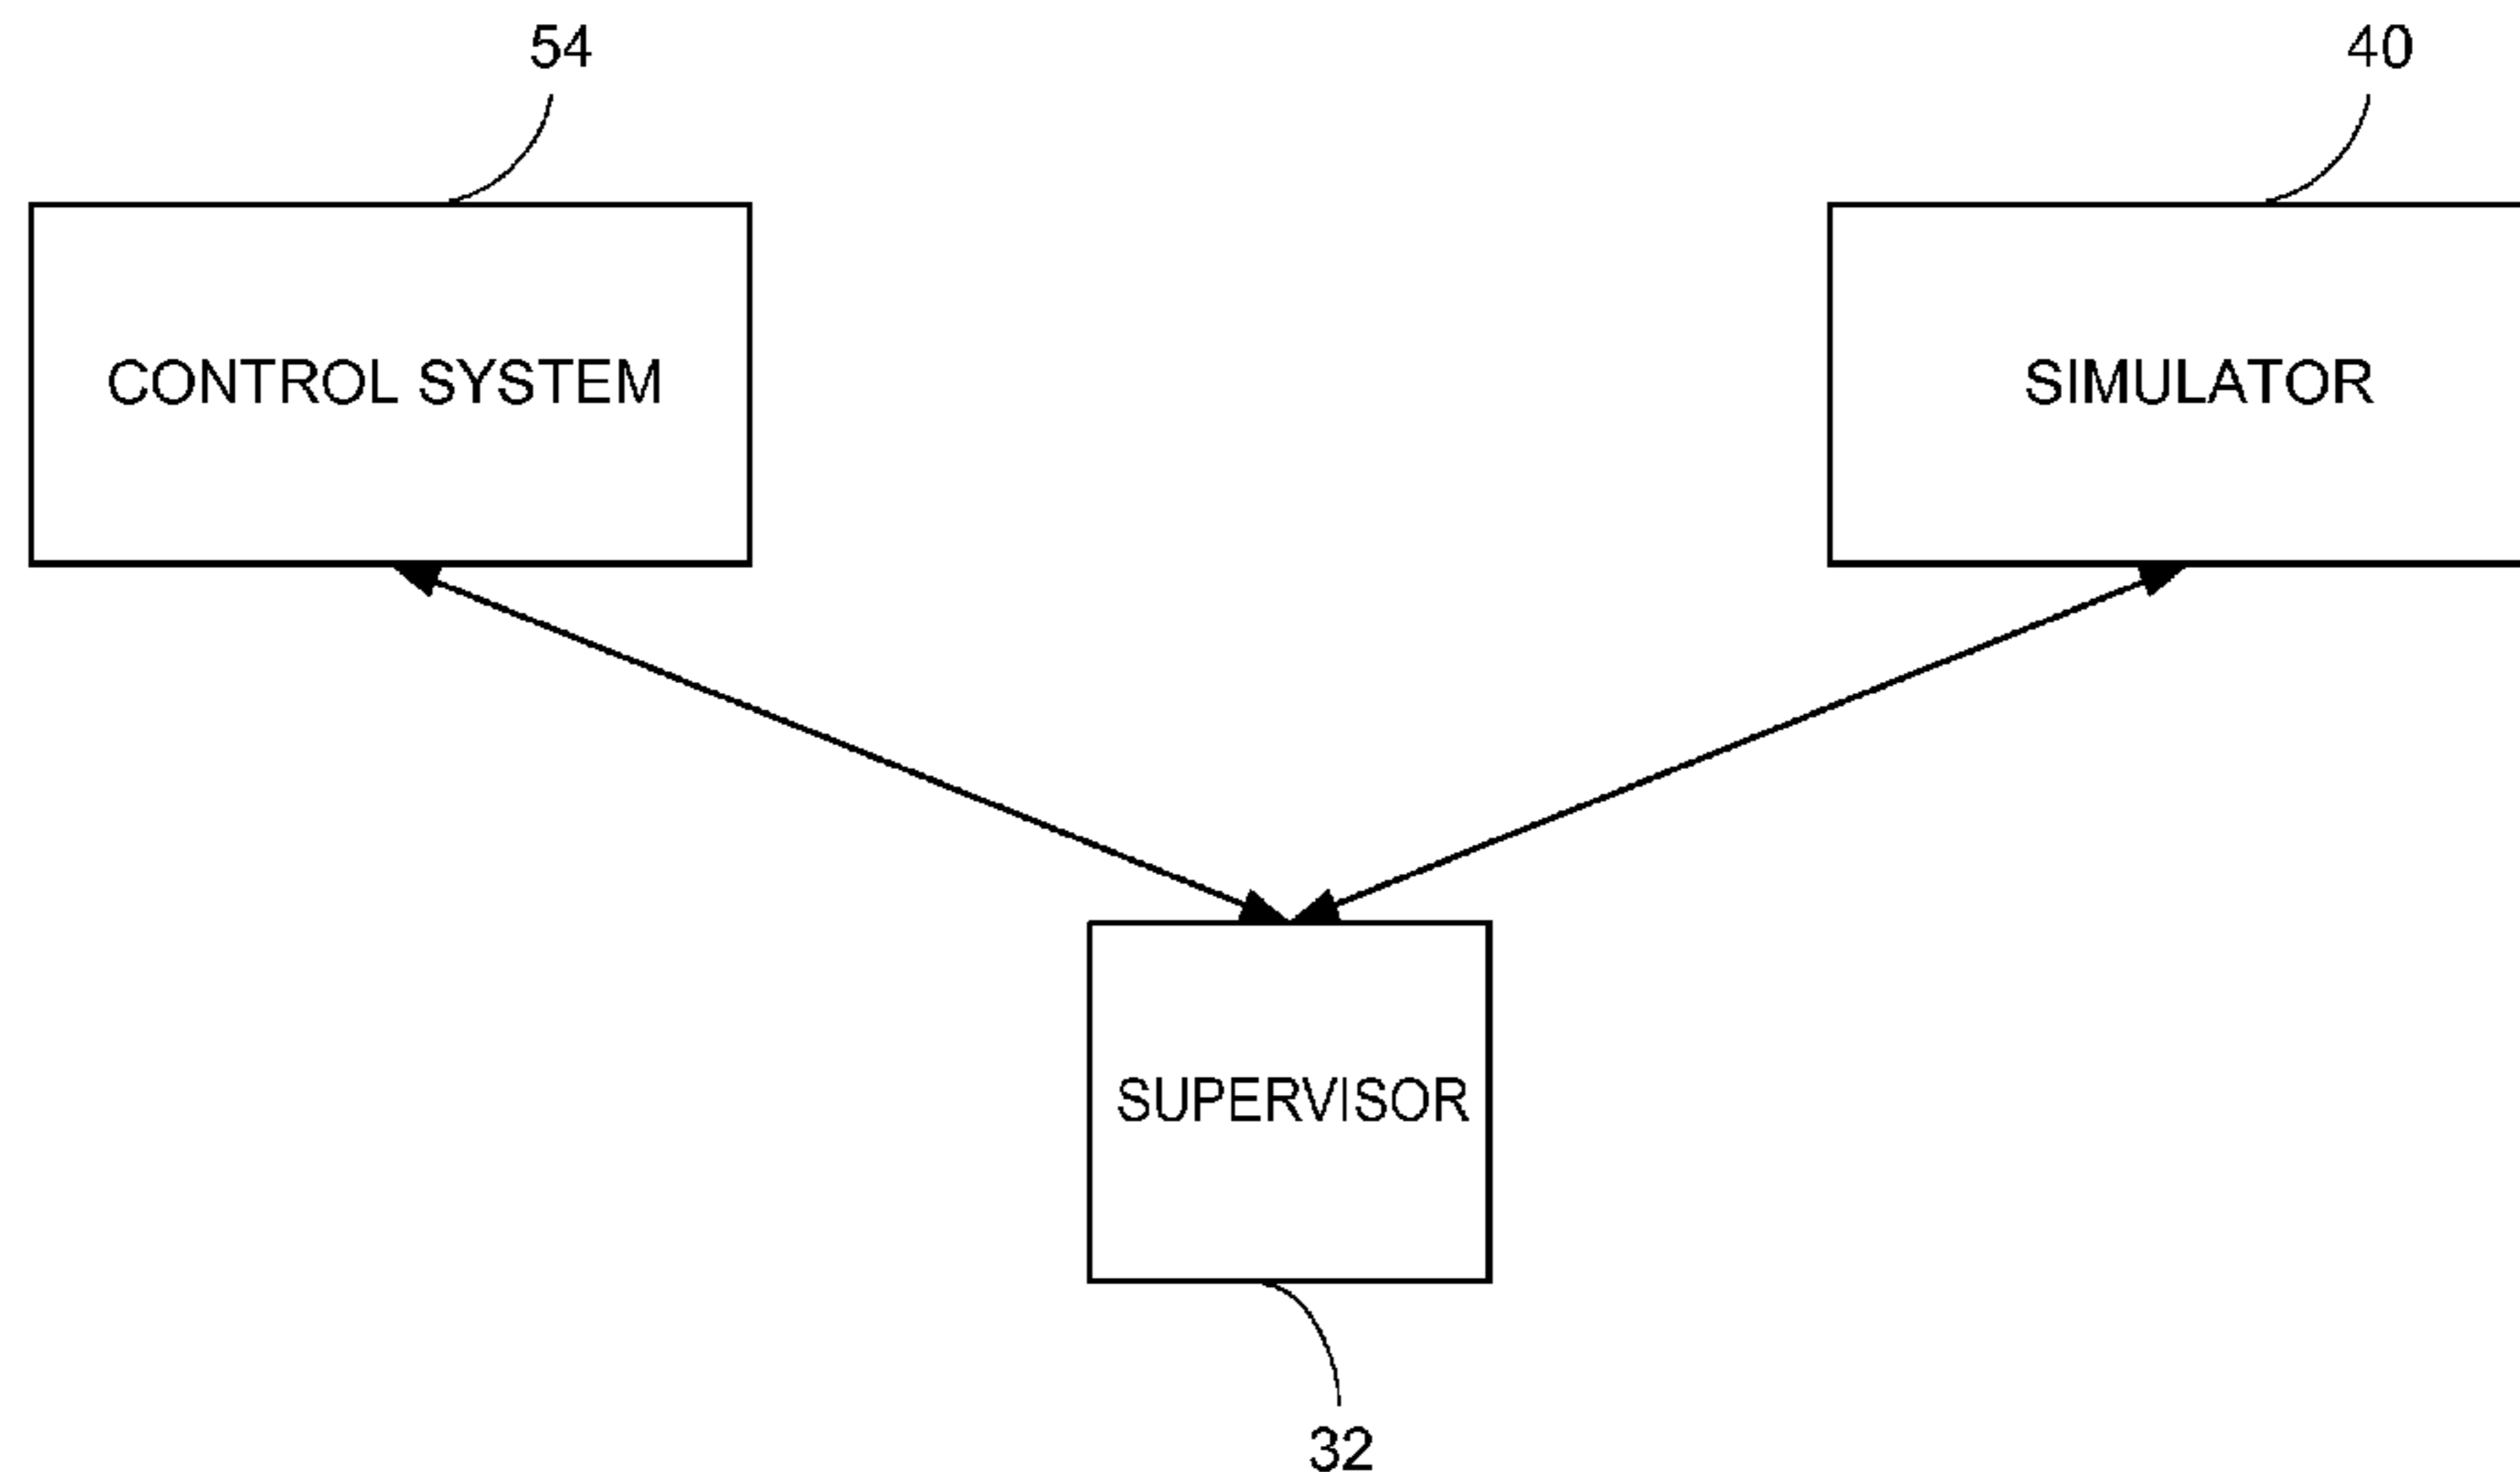 54
40
CONTROL SYSTEM
SIMULATOR
SUPERVISOR
32